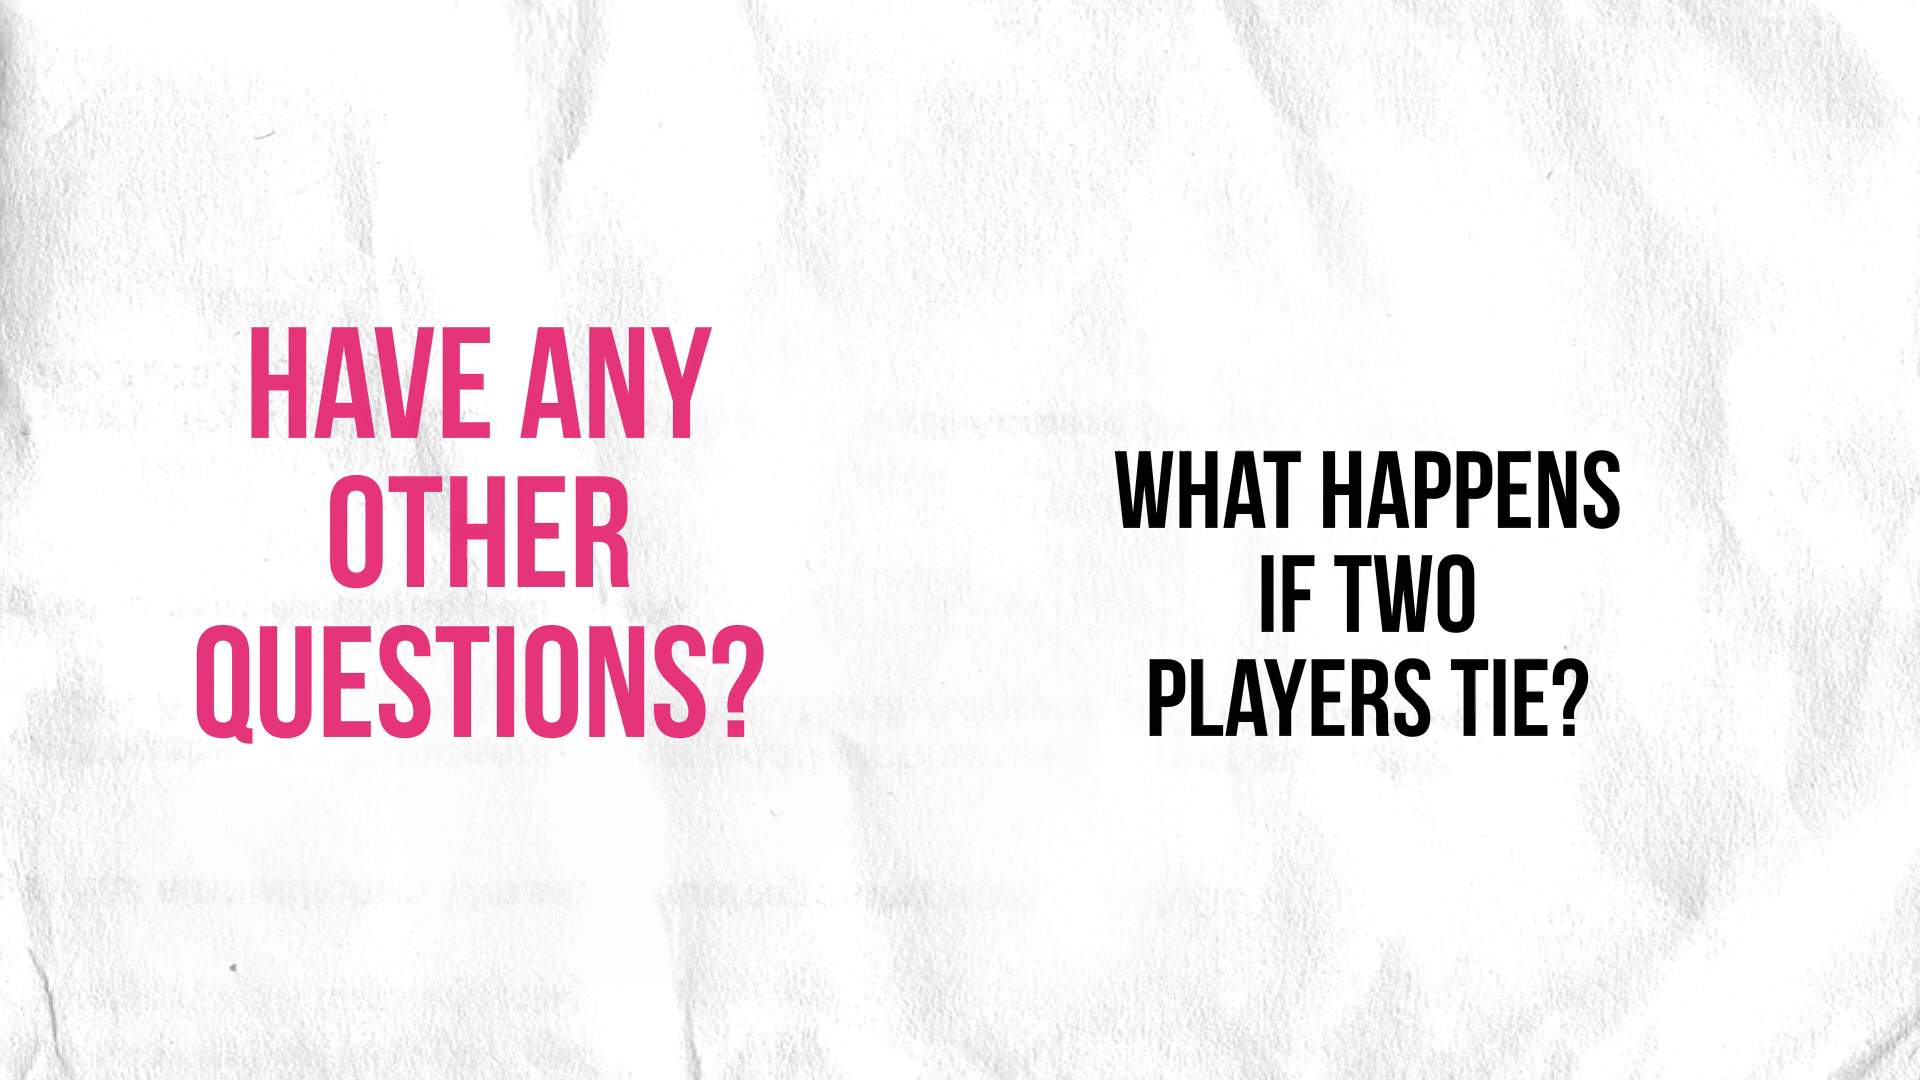 HAVE ANY
OTHER
QUESTIONS?
WHAT HAPPENS
IF TWO
PLAYERS TIE?